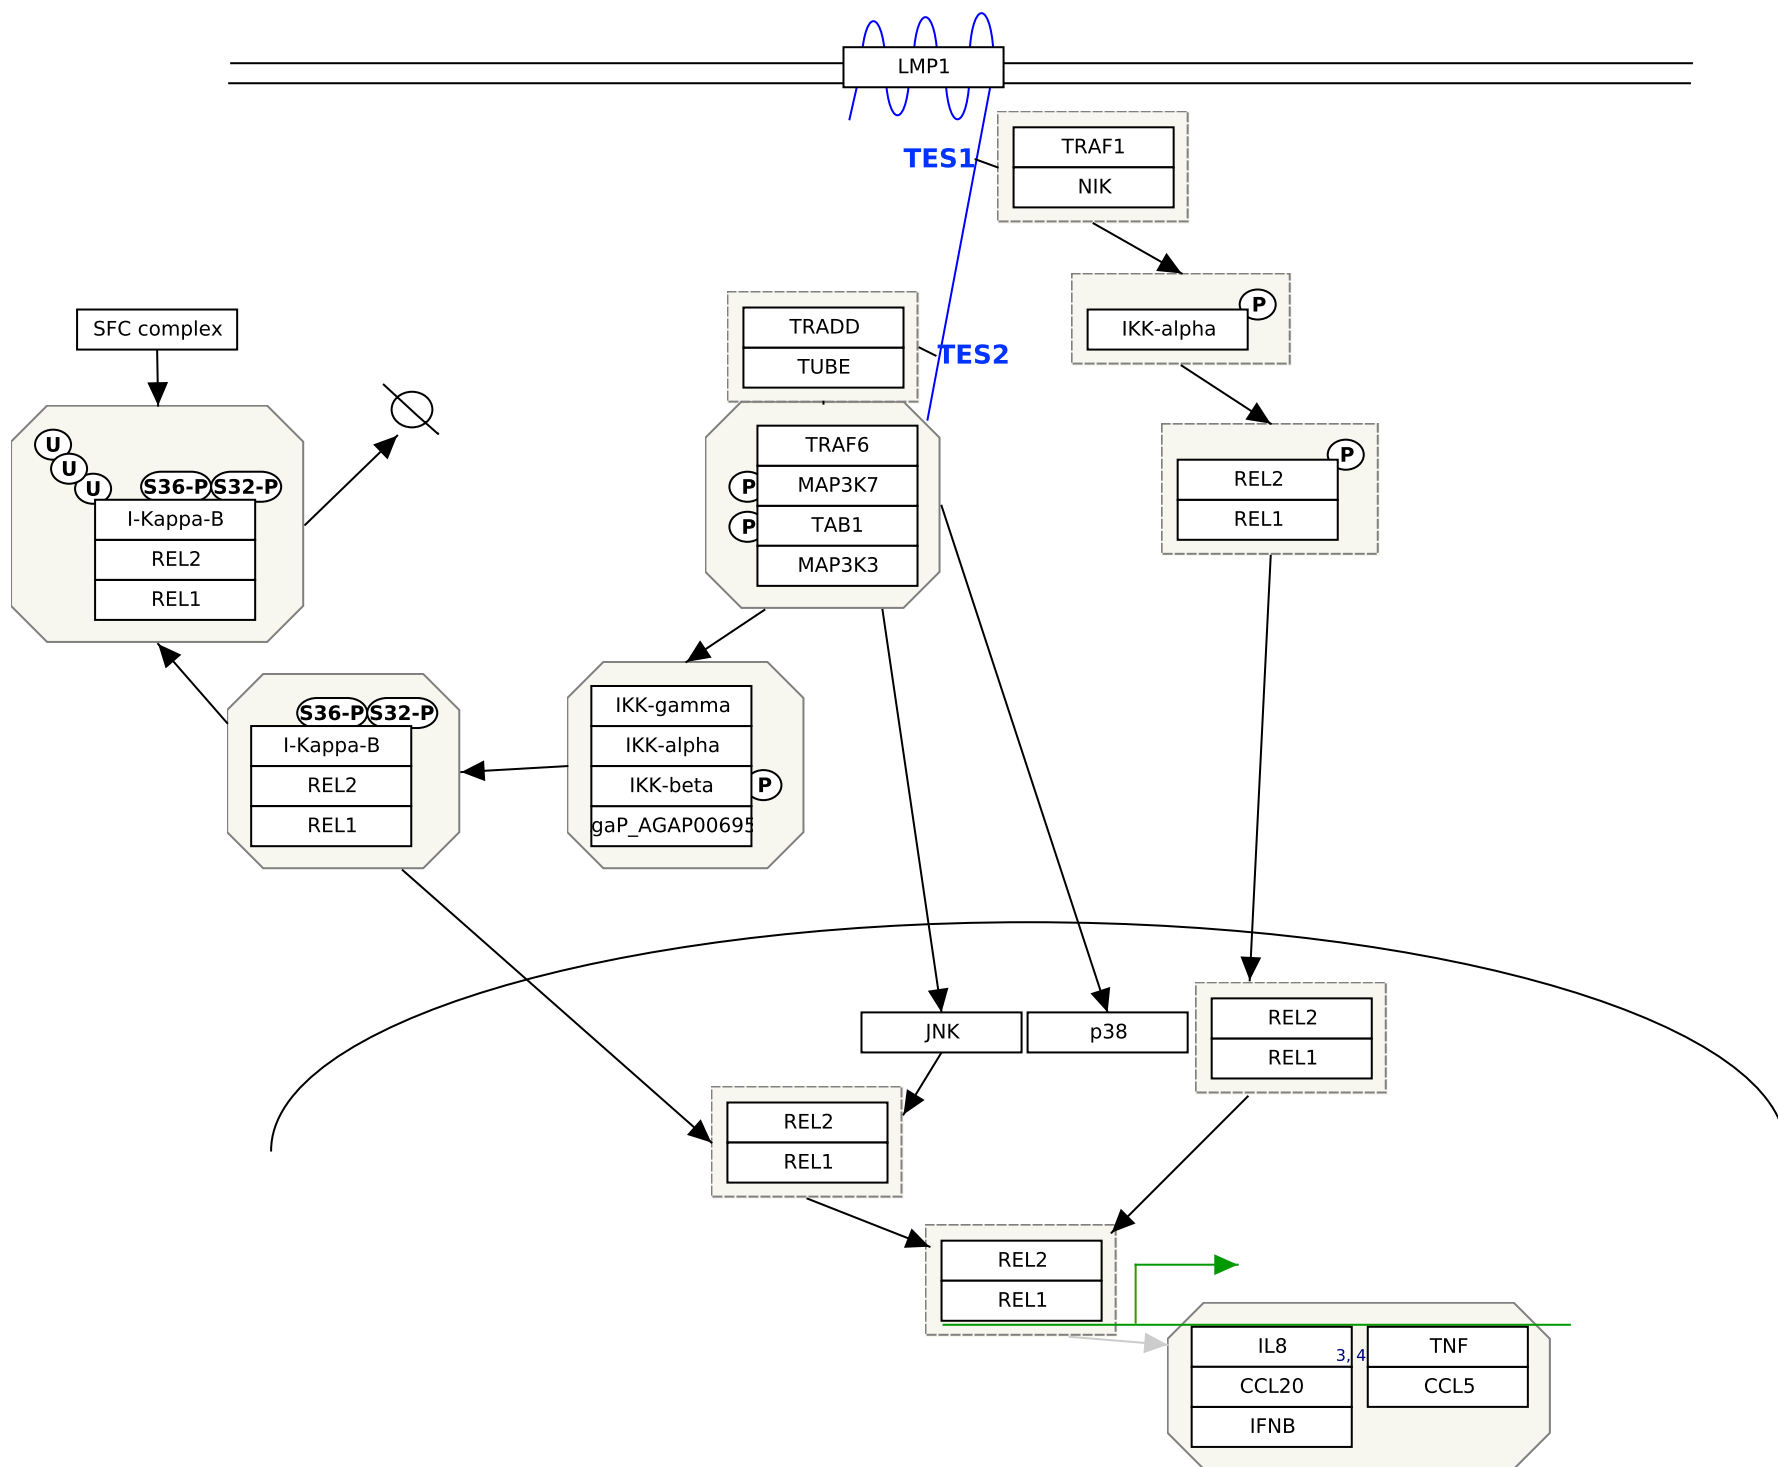 LMP1
TES1
TRAF1
NIK
P
IKK-alpha
SFC complex
TRADD
TUBE
TES2
P
REL2
REL1
U
U
U
S36-P
S32-P
I-Kappa-B
REL2
REL1
TRAF6
P
MAP3K7
P
TAB1
MAP3K3
S36-P
S32-P
I-Kappa-B
REL2
REL1
IKK-gamma
IKK-alpha
IKK-beta
P
gaP_AGAP00695
JNK
p38
REL2
REL1
REL2
REL1
REL2
REL1
IL8
3, 4
TNF
CCL20
CCL5
IFNB